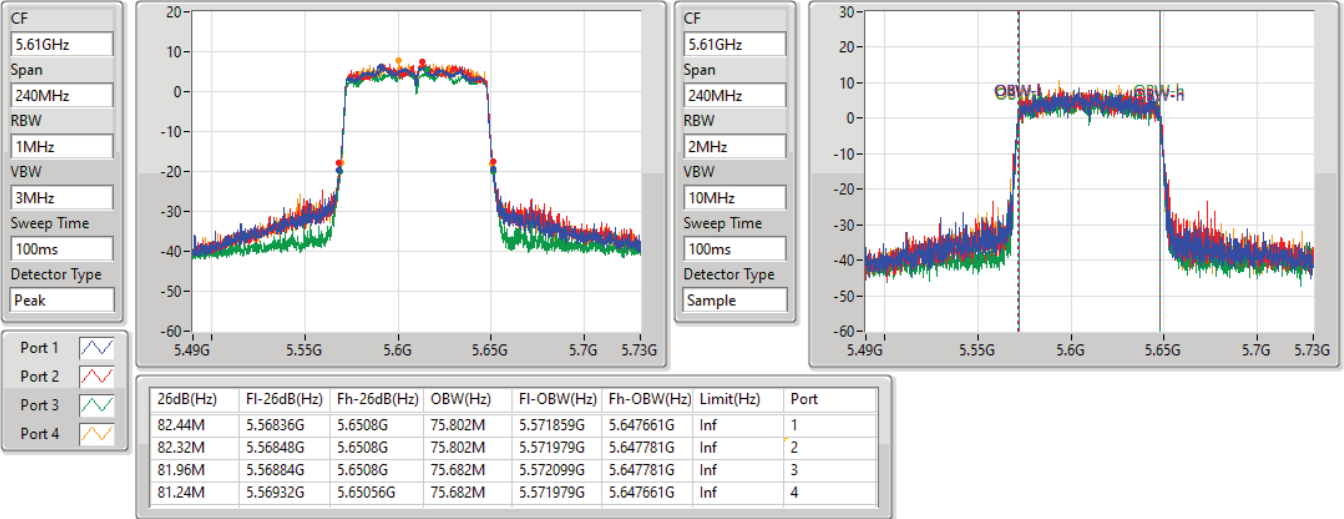 CF
5.61GHz
Span
240MHz
RBW
1MHz
VBW
3MHz
Sweep Time
100ms
Detector Type
Peak
Port 1
Port 2
Port 3
Port 4
20
10
0
-10
-20
-30
-40
-50
-60
5.49G 5.55G 5.6G 5.65G 5.7G 5.73G
CF
5.61GHz
Span
240MHz
RBW
2MHz
VBW
10MHz
Sweep Time
100ms
Detector Type
Sample
30
20
10
0
-10
-20
-30
-40
-50
-60
OBW-l OBW-h
5.49G 5.55G 5.6G 5.65G 5.7G 5.73G
26dB(Hz) Fl-26dB(Hz) Fh-26dB(Hz) OBW(Hz) Fl-OBW(Hz) Fh-OBW(Hz) Limit(Hz) Port
82.44M 5.56836G 5.6508G 75.802M 5.571859G 5.647661G Inf 1
82.32M 5.56848G 5.6508G 75.802M 5.571979G 5.647781G Inf 2
81.96M 5.56884G 5.6508G 75.682M 5.572099G 5.647781G Inf 3
81.24M 5.56932G 5.65056G 75.682M 5.571979G 5.647661G Inf 4